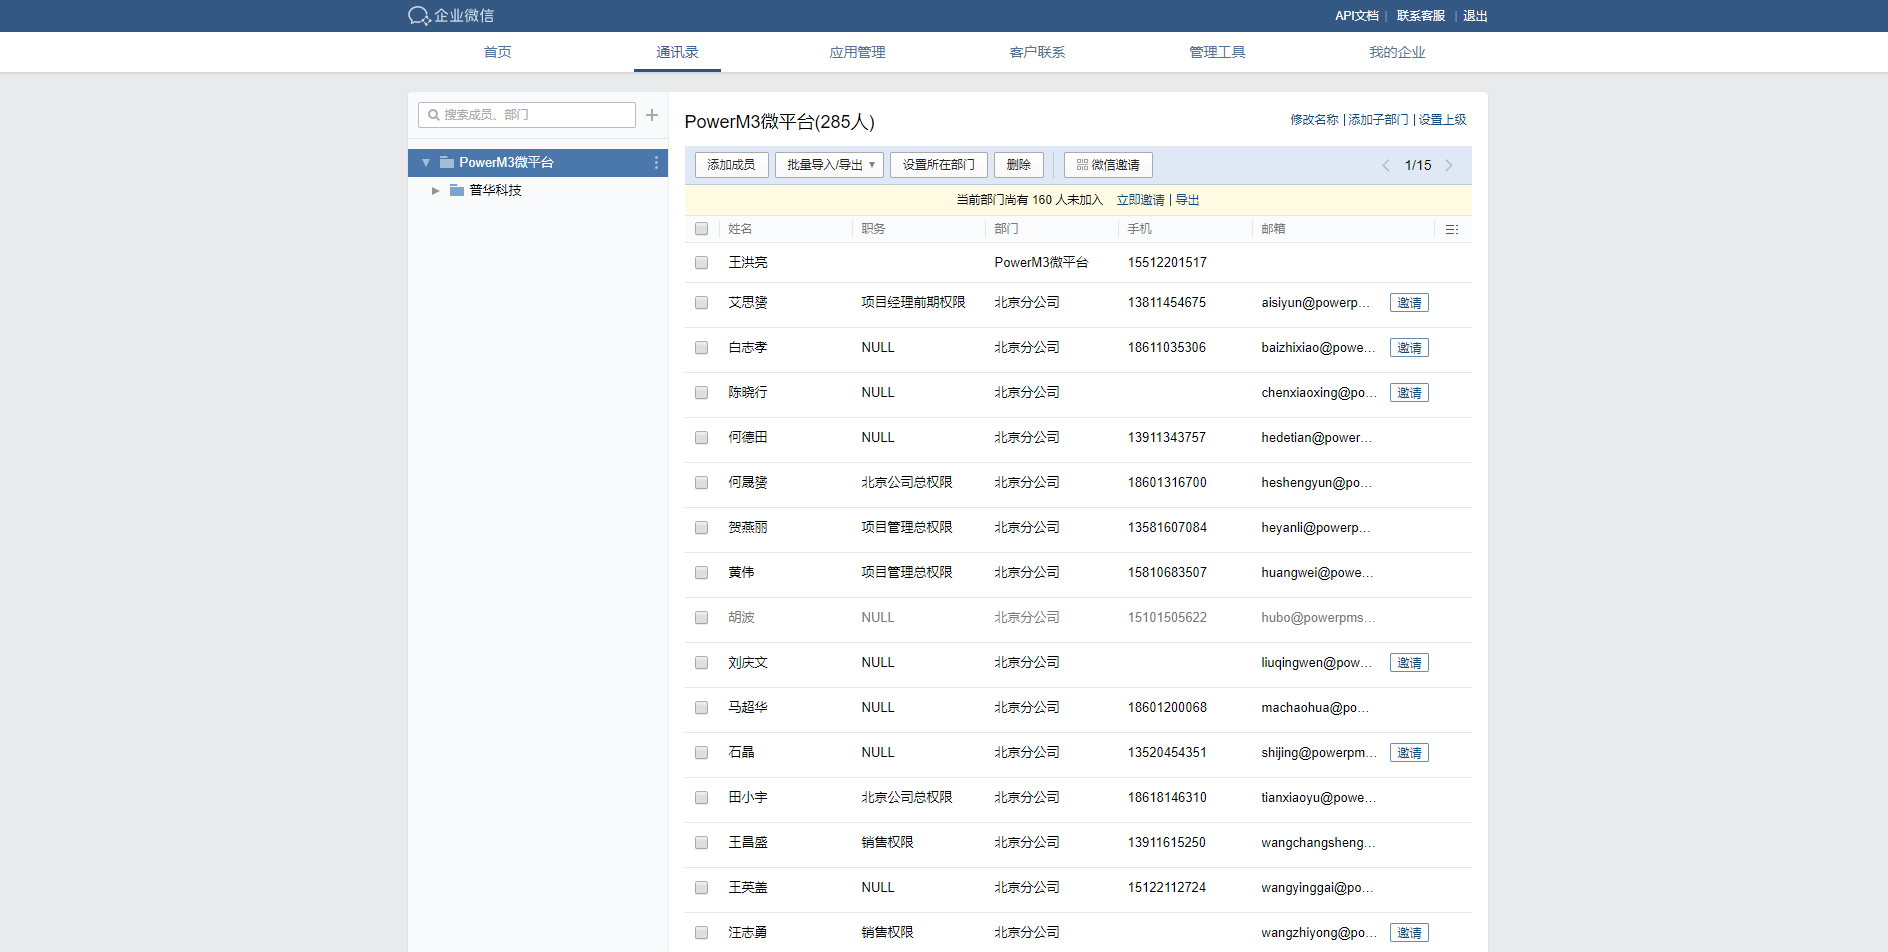 企业微信
API文档 | 联系客服 | 退出
首页 通讯录 应用管理 客户联系 管理工具 我的企业
搜索成员、部门
PowerM3微平台
普华科技
PowerM3微平台(285人)
修改名称 | 添加子部门 | 设置上级
添加成员 批量导入/导出 设置所在部门 删除 微信邀请 1/15
当前部门尚有 160 人未加入 立即邀请 | 导出
姓名 职务 部门 手机 邮箱
王洪亮 PowerM3微平台 15512201517
艾思赟 项目经理前期权限 北京分公司 13811454675 aisiyun@powerp... 邀请
白志孝 NULL 北京分公司 18611035306 baizhixiao@powe... 邀请
陈晓行 NULL 北京分公司 chenxiaoxing@po... 邀请
何德田 NULL 北京分公司 13911343757 hedetian@power...
何晟赟 北京公司总权限 北京分公司 18601316700 heshengyun@po...
贺燕丽 项目管理总权限 北京分公司 13581607084 heyanli@powerp...
黄伟 项目管理总权限 北京分公司 15810683507 huangwei@powe...
胡波 NULL 北京分公司 15101505622 hubo@powerpms...
刘庆文 NULL 北京分公司 liuqingwen@pow... 邀请
马超华 NULL 北京分公司 18601200068 machaohua@po...
石晶 NULL 北京分公司 13520454351 shijing@powerpm... 邀请
田小宇 北京公司总权限 北京分公司 18618146310 tianxiaoyu@powe...
王昌盛 销售权限 北京分公司 13911615250 wangchangsheng...
王英盖 NULL 北京分公司 15122112724 wangyinggai@po...
汪志勇 销售权限 北京分公司 wangzhiyong@po... 邀请